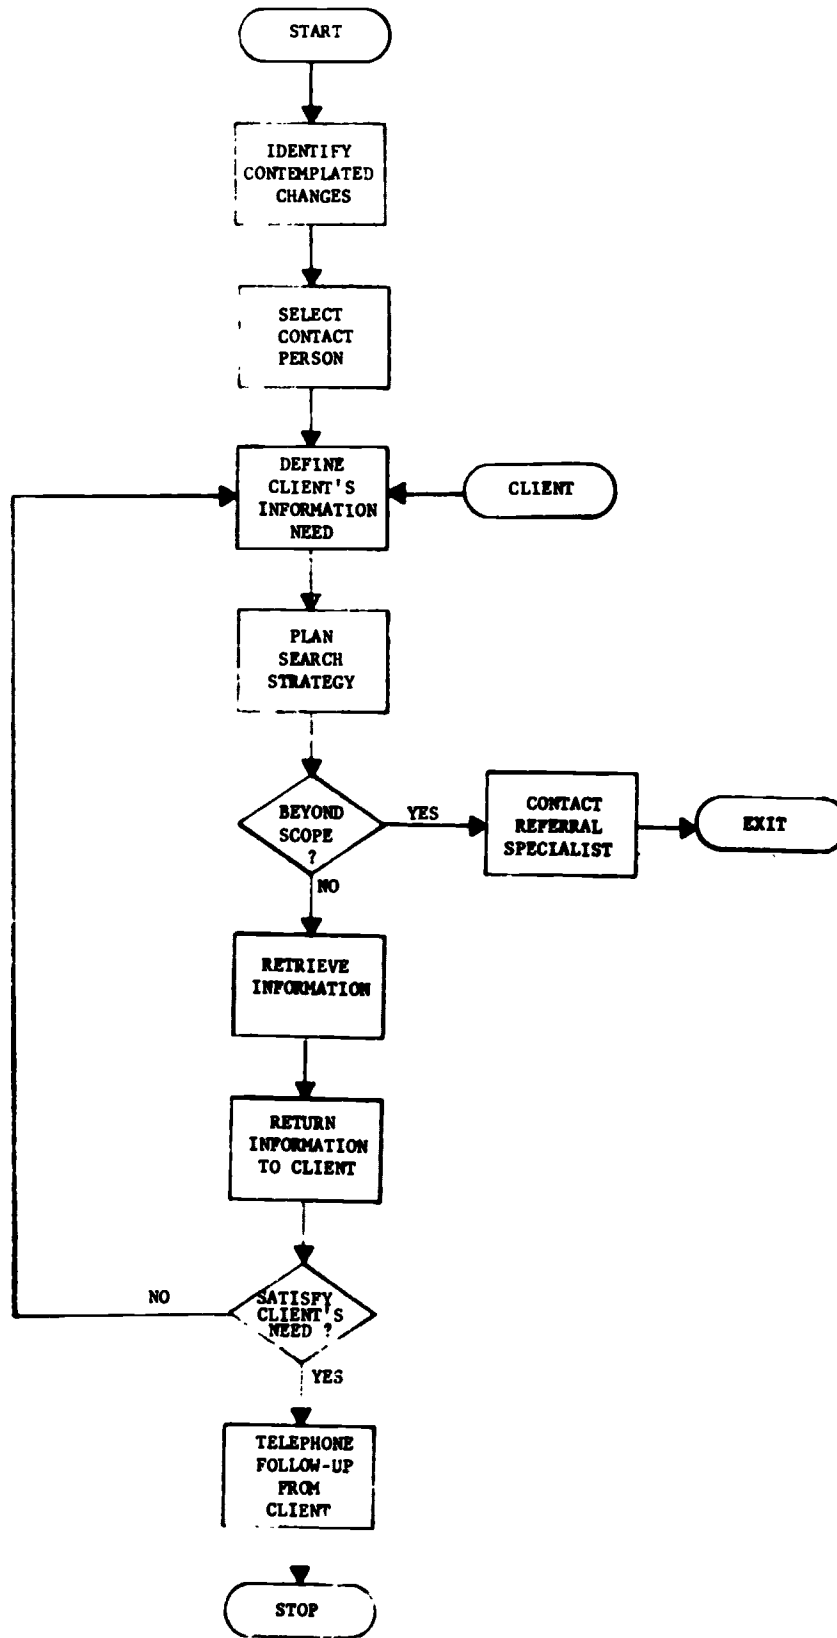 START
IDENTIFY
CONTEMPLATED
CHANGES
SELECT
CONTACT
PERSON
DEFINE
CLIENT'S
INFORMATION
NEED
CLIENT
PLAN
SEARCH
STRATEGY
BEYOND
SCOPE
?
YES
CONTACT
REFERRAL
SPECIALIST
EXIT
NO
RETRIEVE
INFORMATION
RETURN
INFORMATION
TO CLIENT
NO
SATISFY
CLIENT'S
NEED ?
YES
TELEPHONE
FOLLOW-UP
FROM
CLIENT
STOP